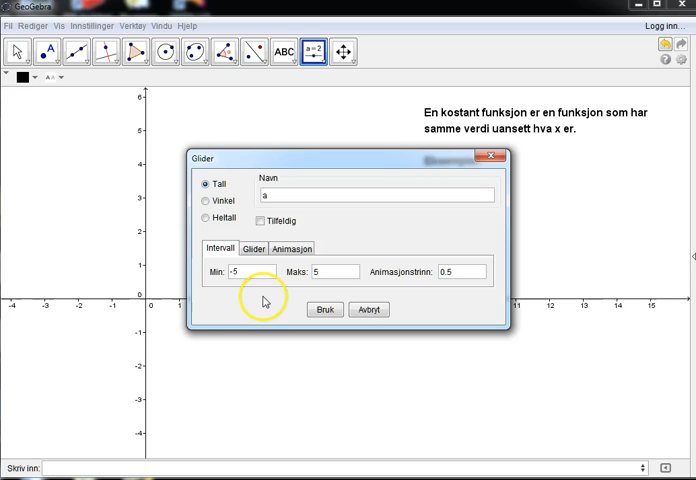 GeoGebra
Fil Rediger Vis Innstillinger Verktøy Vindu Hjelp
Logg inn...
ABC
a = 2
A A
En kostant funksjon er en funksjon som har
samme verdi uansett hva x er.
Glider
Tall
Vinkel
Heltall
Navn
a
Tilfeldig
Intervall Glider Animasjon
Min: -5 Maks: 5 Animasjonstrinn: 0.5
Bruk Avbryt
6
5
4
3
2
1
0
-4 -3 -2 -1 0 1 11 12 13 14 15
-1
-2
-3
-4
Skriv inn: